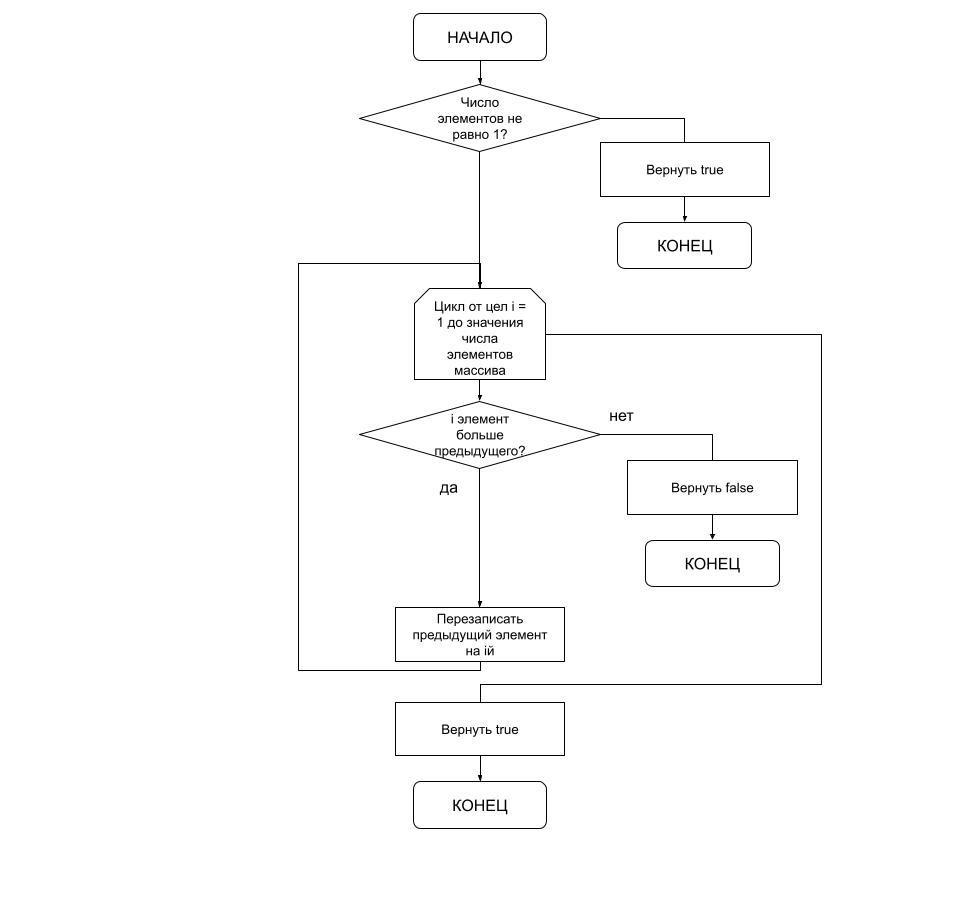 НАЧАЛО
Число
элементов не
равно 1?
Вернуть true
КОНЕЦ
Цикл от цел i =
1 до значения
числа
элементов
массива
i элемент
больше
предыдущего?
нет
да
Вернуть false
КОНЕЦ
Перезаписать
предыдущий элемент
на iй
Вернуть true
КОНЕЦ